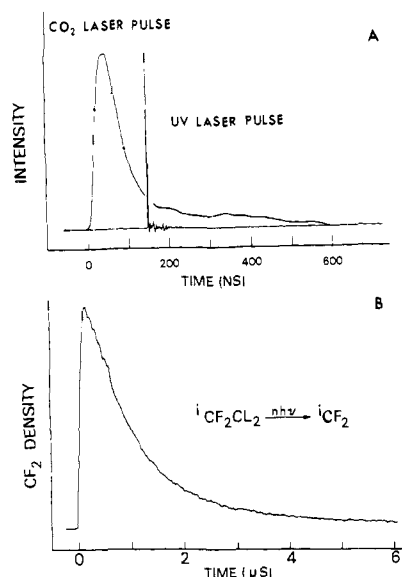 CO₂ LASER PULSE
A
UV LASER PULSE
INTENSITY
0 200 400 600
TIME (NS)
B
ⁱCF₂CL₂ nhν→ ⁱCF₂
CF₂ DENSITY
0 2 4 6
TIME (μS)